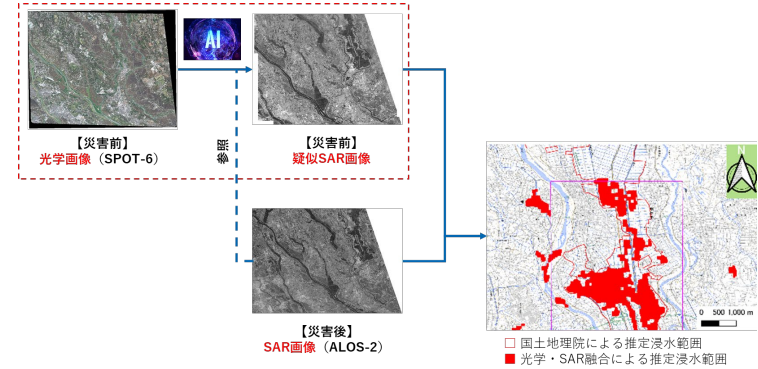 AI
【災害前】
光学画像（SPOT-6）
【災害前】
疑似SAR画像
参照
【災害後】
SAR画像（ALOS-2）
N
0 500 1,000 m
国土地理院による推定浸水範囲
光学・SAR融合による推定浸水範囲